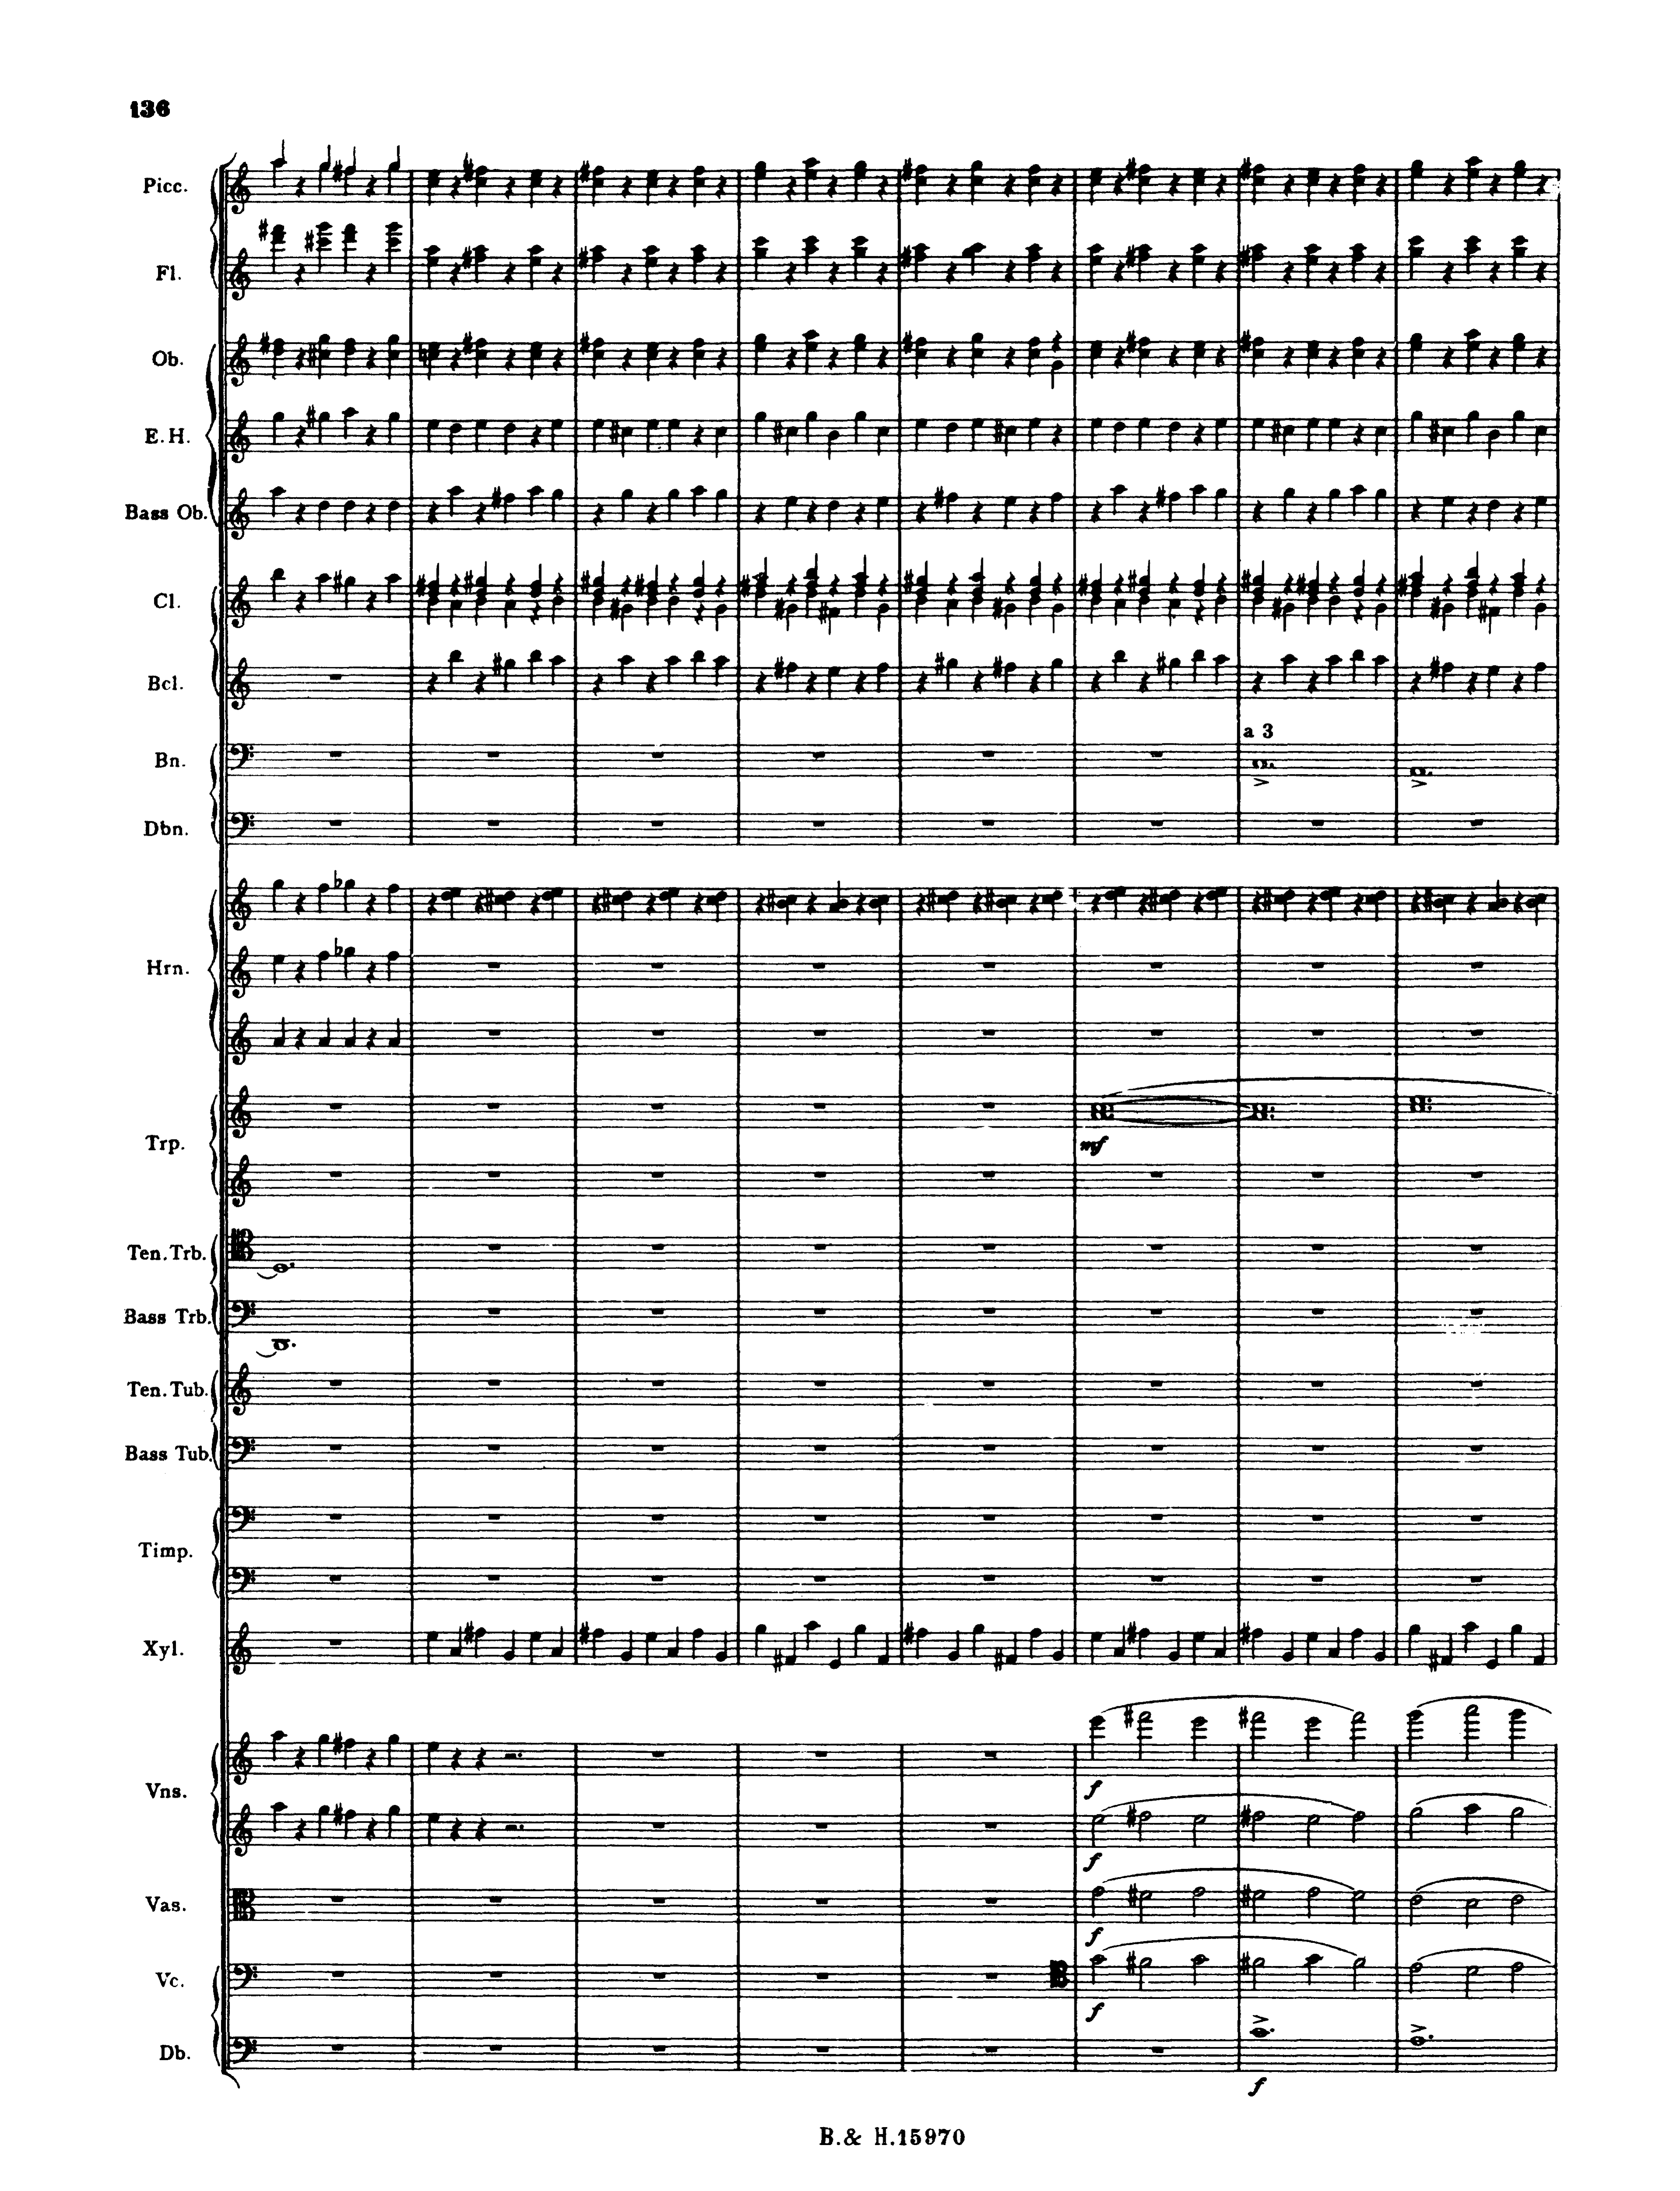 136
Picc.
Fl.
Ob.
E.H.
Bass Ob.
Cl.
Bcl.
a 3
Bn.
Dbn.
Hrn.
mf
Trp.
Ten. Trb.
Bass Trb.
Ten. Tub.
Bass Tub.
Timp.
Xyl.
f
Vns.
f
Vas.
f
Vc.
f
Db.
f
B. & H. 15970